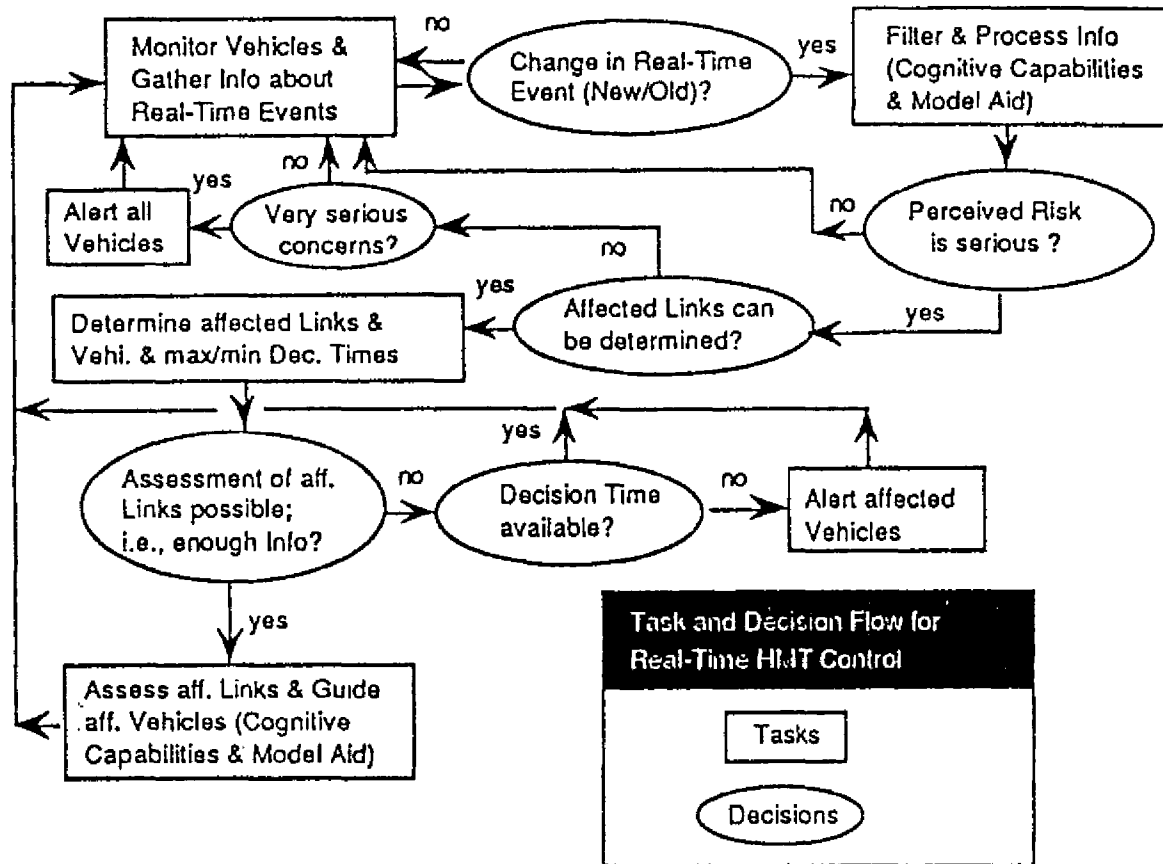 Monitor Vehicles &
Gather Info about
Real-Time Events
no
Change in Real-Time
Event (New/Old)?
yes
Filter & Process Info
(Cognitive Capabilities
& Model Aid)
Alert all
Vehicles
yes
Very serious
concerns?
no
no
Perceived Risk
is serious ?
no
yes
Affected Links can
be determined?
yes
Determine affected Links &
Vehi. & max/min Dec. Times
Assessment of aff.
Links possible;
i.e., enough Info?
no
Decision Time
available?
yes
no
Alert affected
Vehicles
yes
Assess aff. Links & Guide
aff. Vehicles (Cognitive
Capabilities & Model Aid)
Task and Decision Flow for
Real-Time HMT Control
Tasks
Decisions